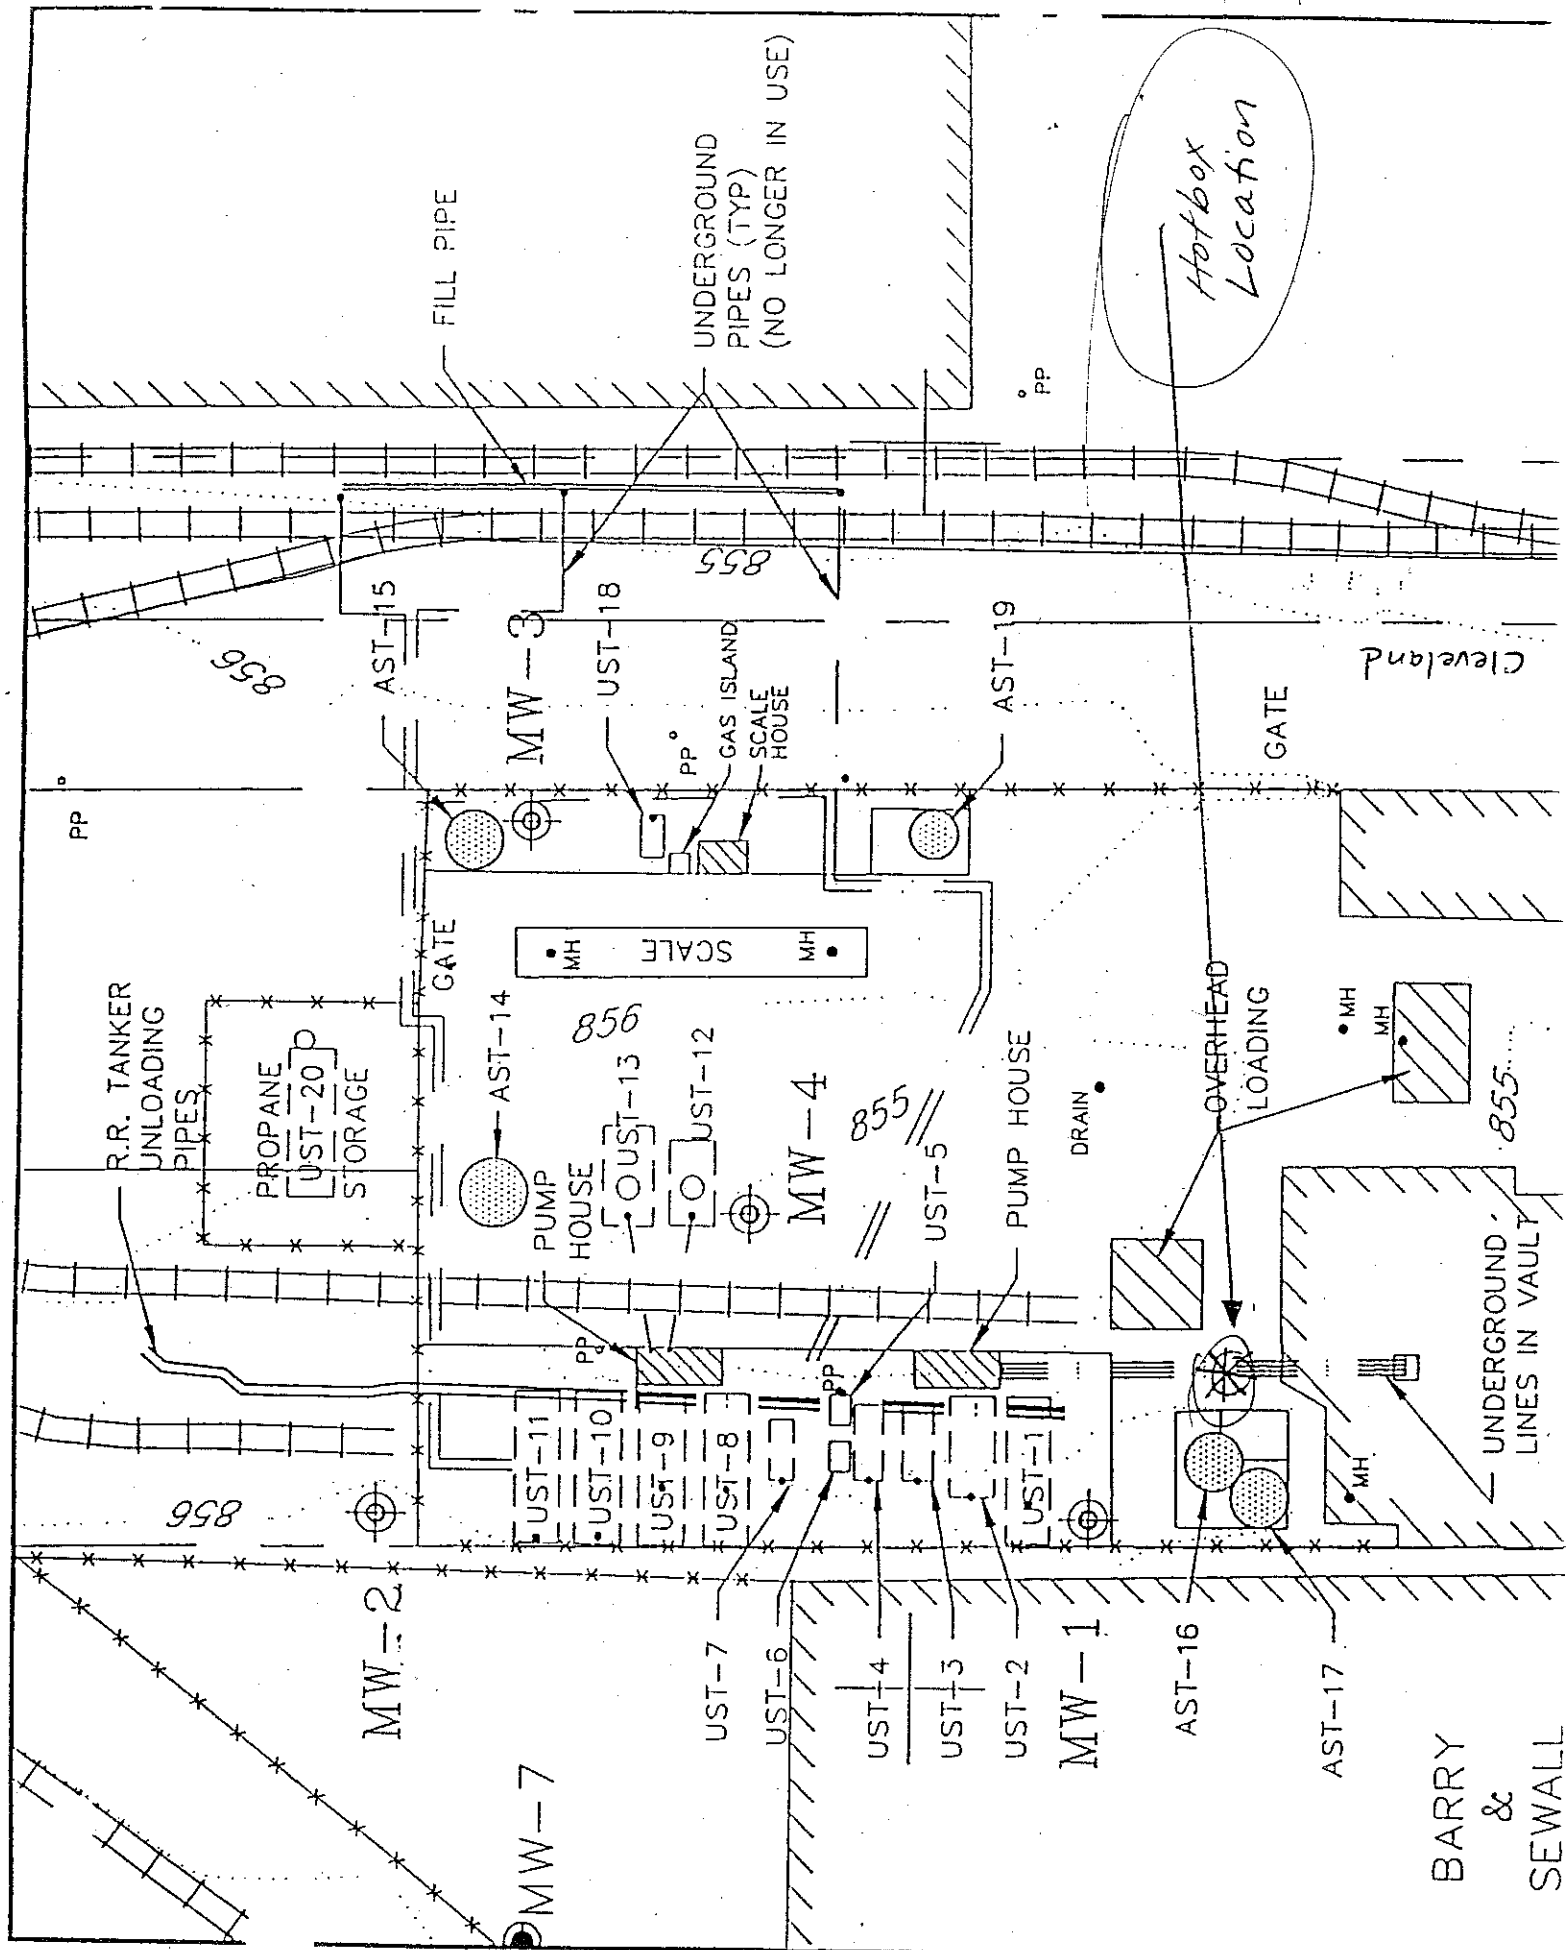 FILL PIPE
UNDERGROUND
PIPES (TYP)
(NO LONGER IN USE)
Hotbox
Location
PP
856
855
Cleveland
AST-15
MW-3
UST-18
PP
GAS ISLAND
SCALE
HOUSE
AST-19
GATE
PP
GATE
MH
SCALE
MH
R.R. TANKER
UNLOADING
PIPES
PROPANE
UST-20
STORAGE
AST-14
856
UST-13
UST-12
PUMP
HOUSE
MW-4
855
UST-5
PUMP HOUSE
DRAIN
OVERHEAD
LOADING
MH
MH
855
PP
PP
UST-11
UST-10
UST-9
UST-8
UST-1
856
MW-2
MH
UNDERGROUND
LINES IN VAULT
UST-7
UST-6
UST-4
UST-3
UST-2
MW-1
AST-16
AST-17
MW-7
BARRY
&
SEWALL